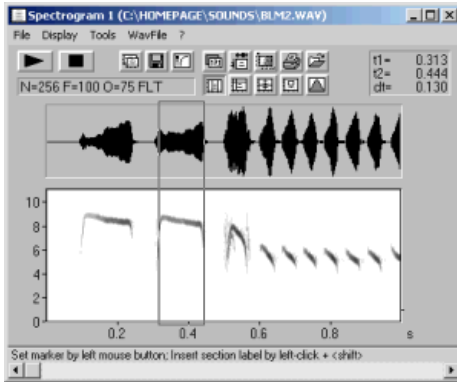 Spectrogram 1 (C:\HOMEPAGE\SOUNDS\BLM2.WAV)
File Display Tools WavFile ?
t1= 0.313
t2= 0.444
dt= 0.130
N=256 F=100 O=75 FLT
10
8
6
4
2
0
0.2 0.4 0.6 0.8 s
Set marker by left mouse button; Insert section label by left-click + <shift>